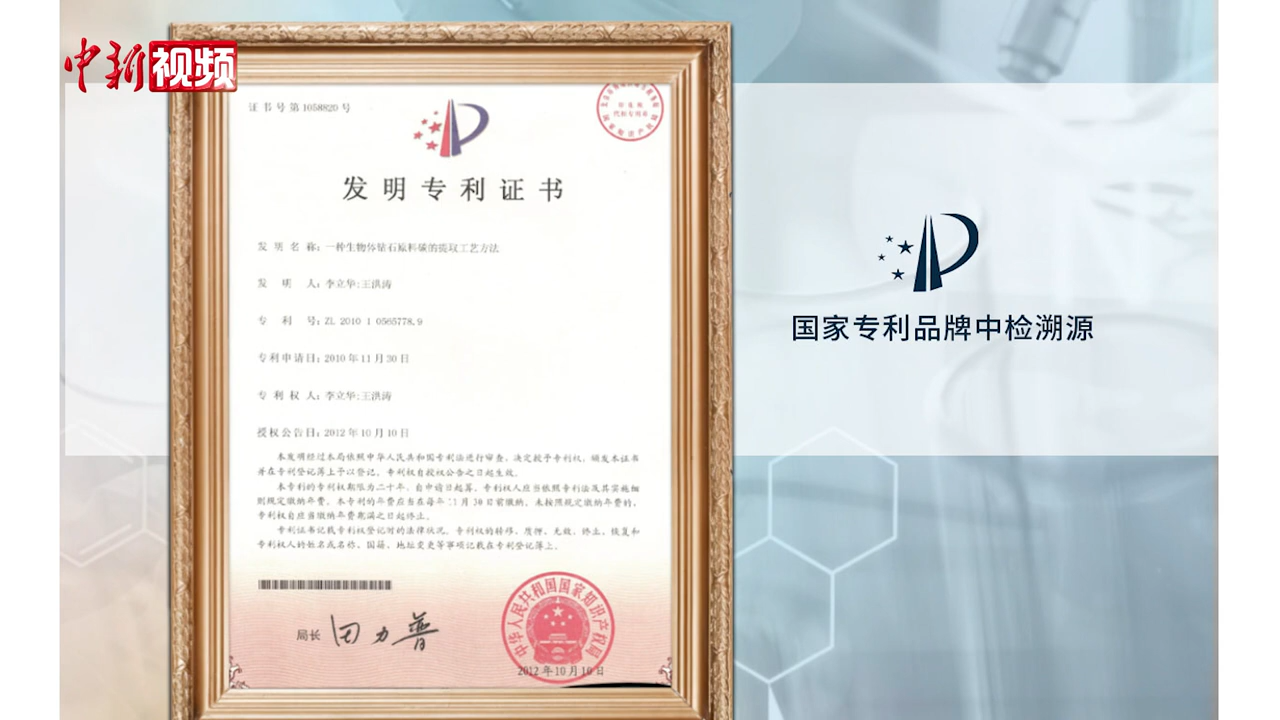 中新视频
证书号第1058820号
发明专利证书
发 明 名 称：一种生物体钻石原料碳的提取工艺方法
发 明 人：李立华;王洪涛
专 利 号：ZL 2010 1 0565778.9
专利申请日：2010年11月30日
专 利 权 人：李立华;王洪涛
授权公告日：2012年10月10日
本发明经过本局依照中华人民共和国专利法进行审查，决定授予专利权，颁发本证书
并在专利登记簿上予以登记。专利权自授权公告之日起生效。
本专利的专利权期限为二十年，自申请日起算。专利权人应当依照专利法及其实施细
则规定缴纳年费。本专利的年费应当在每年11月30日前缴纳。未按照规定缴纳年费的，
专利权自应当缴纳年费期满之日起终止。
专利证书记载专利权登记时的法律状况。专利权的转移、质押、无效、终止、恢复和
专利权人的姓名或名称、国籍、地址变更等事项记载在专利登记簿上。
局长 田力普
中华人民共和国国家知识产权局
2012年10月10日
国家专利品牌中检溯源